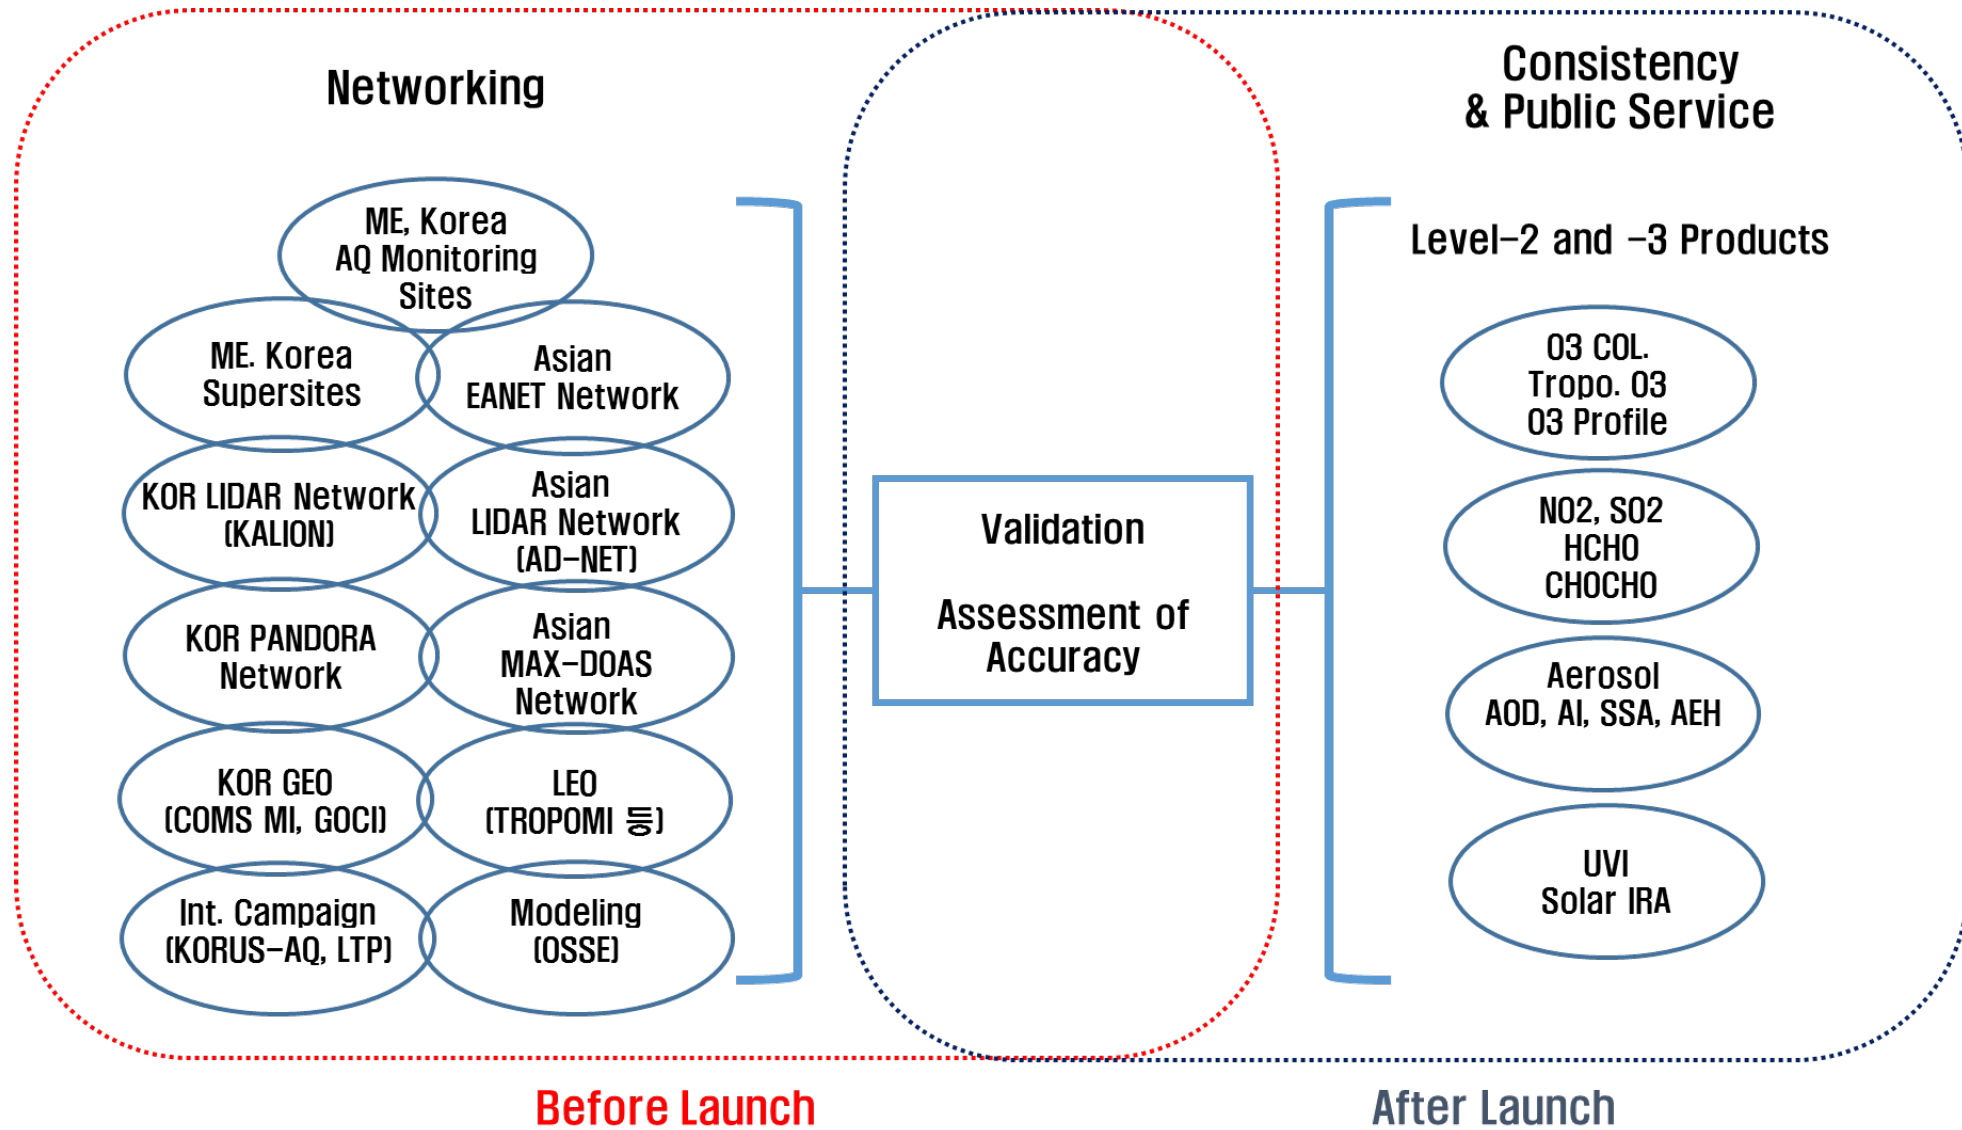 Networking
ME, Korea
AQ Monitoring
Sites
ME. Korea
Supersites
Asian
EANET Network
KOR LIDAR Network
(KALION)
Asian
LIDAR Network
(AD-NET)
KOR PANDORA
Network
Asian
MAX-DOAS
Network
KOR GEO
(COMS MI, GOCI)
LEO
(TROPOMI 등)
Int. Campaign
(KORUS-AQ, LTP)
Modeling
(OSSE)
Validation
Assessment of
Accuracy
Consistency
& Public Service
Level-2 and -3 Products
O3 COL.
Tropo. O3
O3 Profile
NO2, SO2
HCHO
CHOCHO
Aerosol
AOD, AI, SSA, AEH
UVI
Solar IRA
Before Launch
After Launch